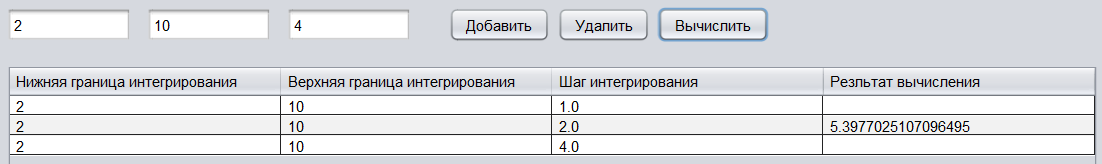 2 10 4 Добавить Удалить Вычислить
Нижняя граница интегрирования Верхняя граница интегрирования Шаг интегрирования Резльтат вычисления
2 10 1.0
2 10 2.0 5.3977025107096495
2 10 4.0